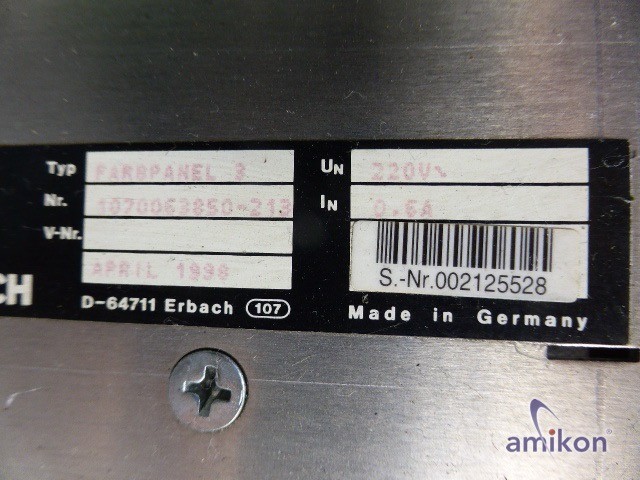 Typ FARBPANEL 3
Nr. 1070063850-213
V-Nr.
APRIL 1998
CH
D-64711 Erbach 107
UN 220V~
IN 0.6A
S.-Nr.002125528
Made in Germany
amikon